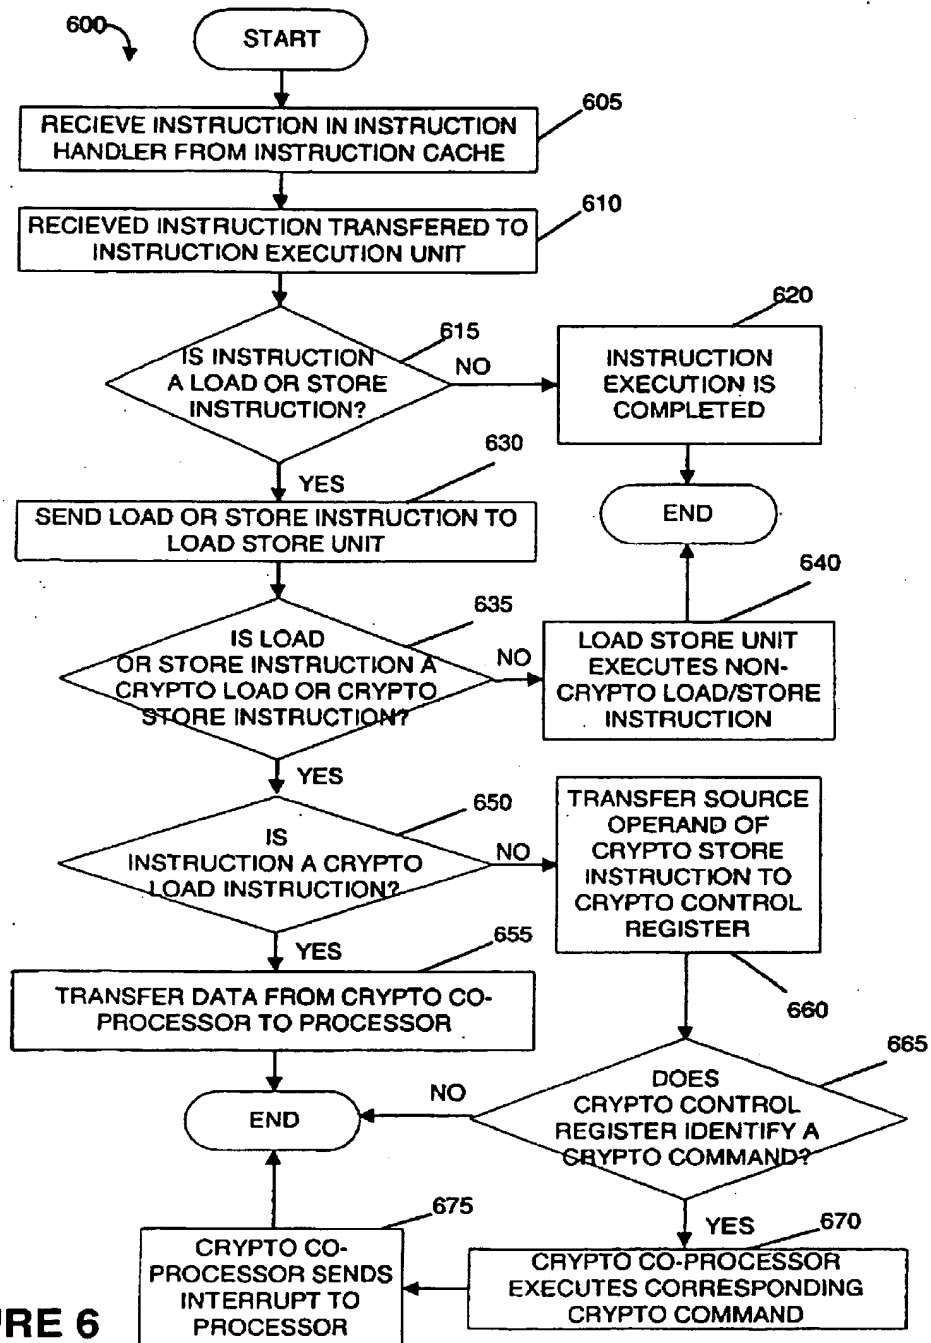 600
START
605
RECIEVE INSTRUCTION IN INSTRUCTION
HANDLER FROM INSTRUCTION CACHE
610
RECIEVED INSTRUCTION TRANSFERED TO
INSTRUCTION EXECUTION UNIT
615
IS INSTRUCTION
A LOAD OR STORE
INSTRUCTION?
NO
620
INSTRUCTION
EXECUTION IS
COMPLETED
END
YES
630
SEND LOAD OR STORE INSTRUCTION TO
LOAD STORE UNIT
635
IS LOAD
OR STORE INSTRUCTION A
CRYPTO LOAD OR CRYPTO
STORE INSTRUCTION?
NO
640
LOAD STORE UNIT
EXECUTES NON-
CRYPTO LOAD/STORE
INSTRUCTION
YES
650
IS
INSTRUCTION A CRYPTO
LOAD INSTRUCTION?
NO
TRANSFER SOURCE
OPERAND OF
CRYPTO STORE
INSTRUCTION TO
CRYPTO CONTROL
REGISTER
660
YES
655
TRANSFER DATA FROM CRYPTO CO-
PROCESSOR TO PROCESSOR
END
665
DOES
CRYPTO CONTROL
REGISTER IDENTIFY A
CRYPTO COMMAND?
NO
YES
670
CRYPTO CO-PROCESSOR
EXECUTES CORRESPONDING
CRYPTO COMMAND
675
CRYPTO CO-
PROCESSOR SENDS
INTERRUPT TO
PROCESSOR
URE 6